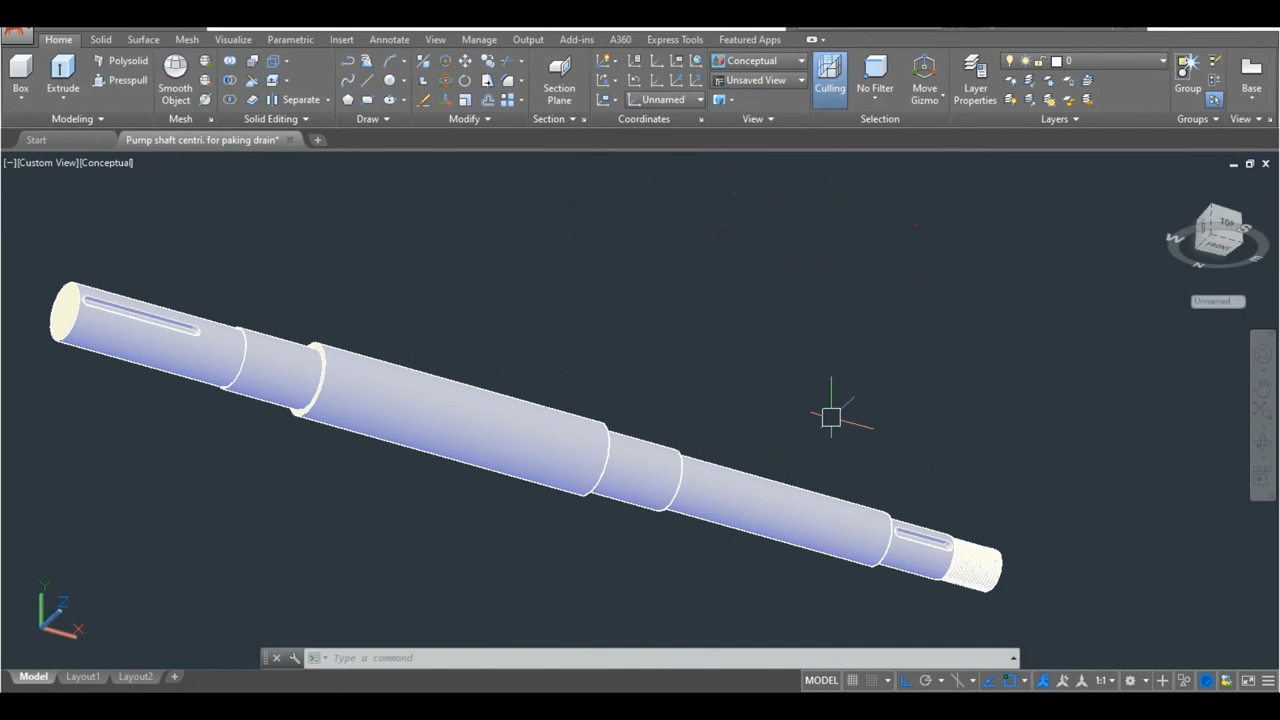 Home Solid Surface Mesh Visualize Parametric Insert Annotate View Manage Output Add-ins A360 Express Tools Featured Apps
Polysolid
Presspull
Box
Extrude
Smooth
Object
Separate
Section
Plane
Unnamed
Conceptual
Unsaved View
Culling
No Filter
Move
Gizmo
Layer
Properties
0
Group
Base
Modeling Mesh Solid Editing Draw Modify Section Coordinates View Selection Layers Groups View
Start
Pump shaft centri. for paking drain*
[−][Custom View][Conceptual]
TOP
FRONT
W
S
E
N
Unnamed
Y
Z
X
Type a command
Model Layout1 Layout2
MODEL
1:1